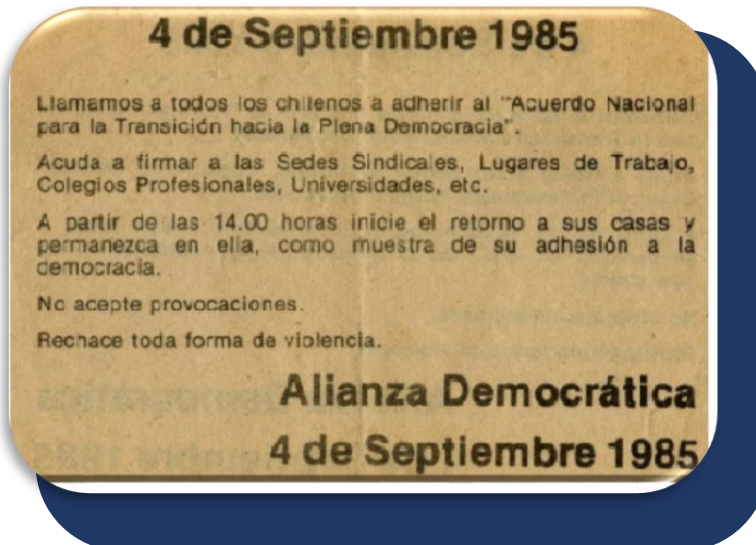 4 de Septiembre 1985
Llamamos a todos los chilenos a adherir al "Acuerdo Nacional
para la Transición hacia la Plena Democracia".
Acuda a firmar a las Sedes Sindicales, Lugares de Trabajo,
Colegios Profesionales, Universidades, etc.
A partir de las 14.00 horas inicie el retorno a sus casas y
permanezca en ella, como muestra de su adhesión a la
democracia.
No acepte provocaciones.
Rechace toda forma de violencia.
Alianza Democrática
4 de Septiembre 1985